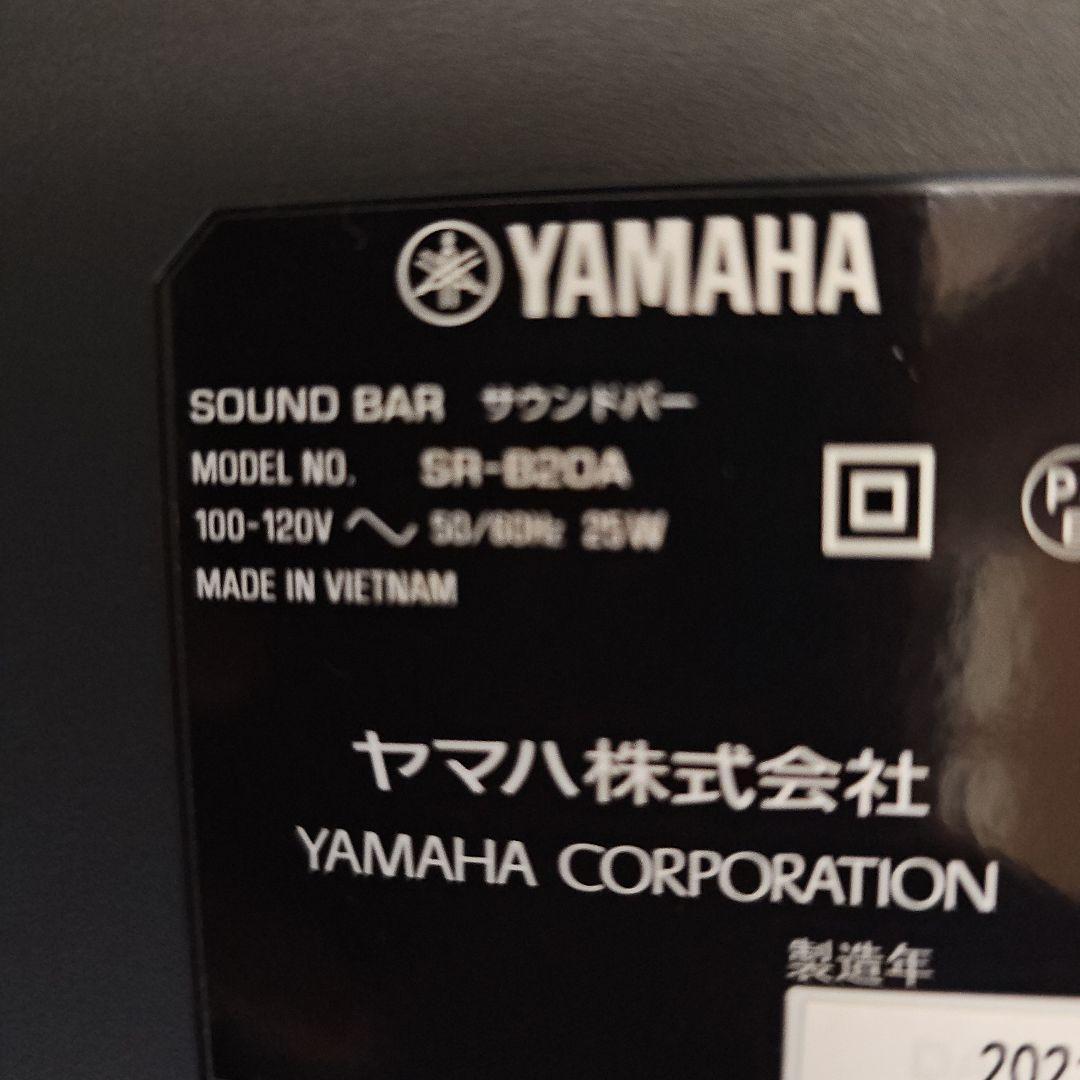 YAMAHA
SOUND BAR サウンドバー
MODEL NO. SR-B20A
100-120V 50/60Hz 25W
MADE IN VIETNAM
ヤマハ株式会社
YAMAHA CORPORATION
製造年